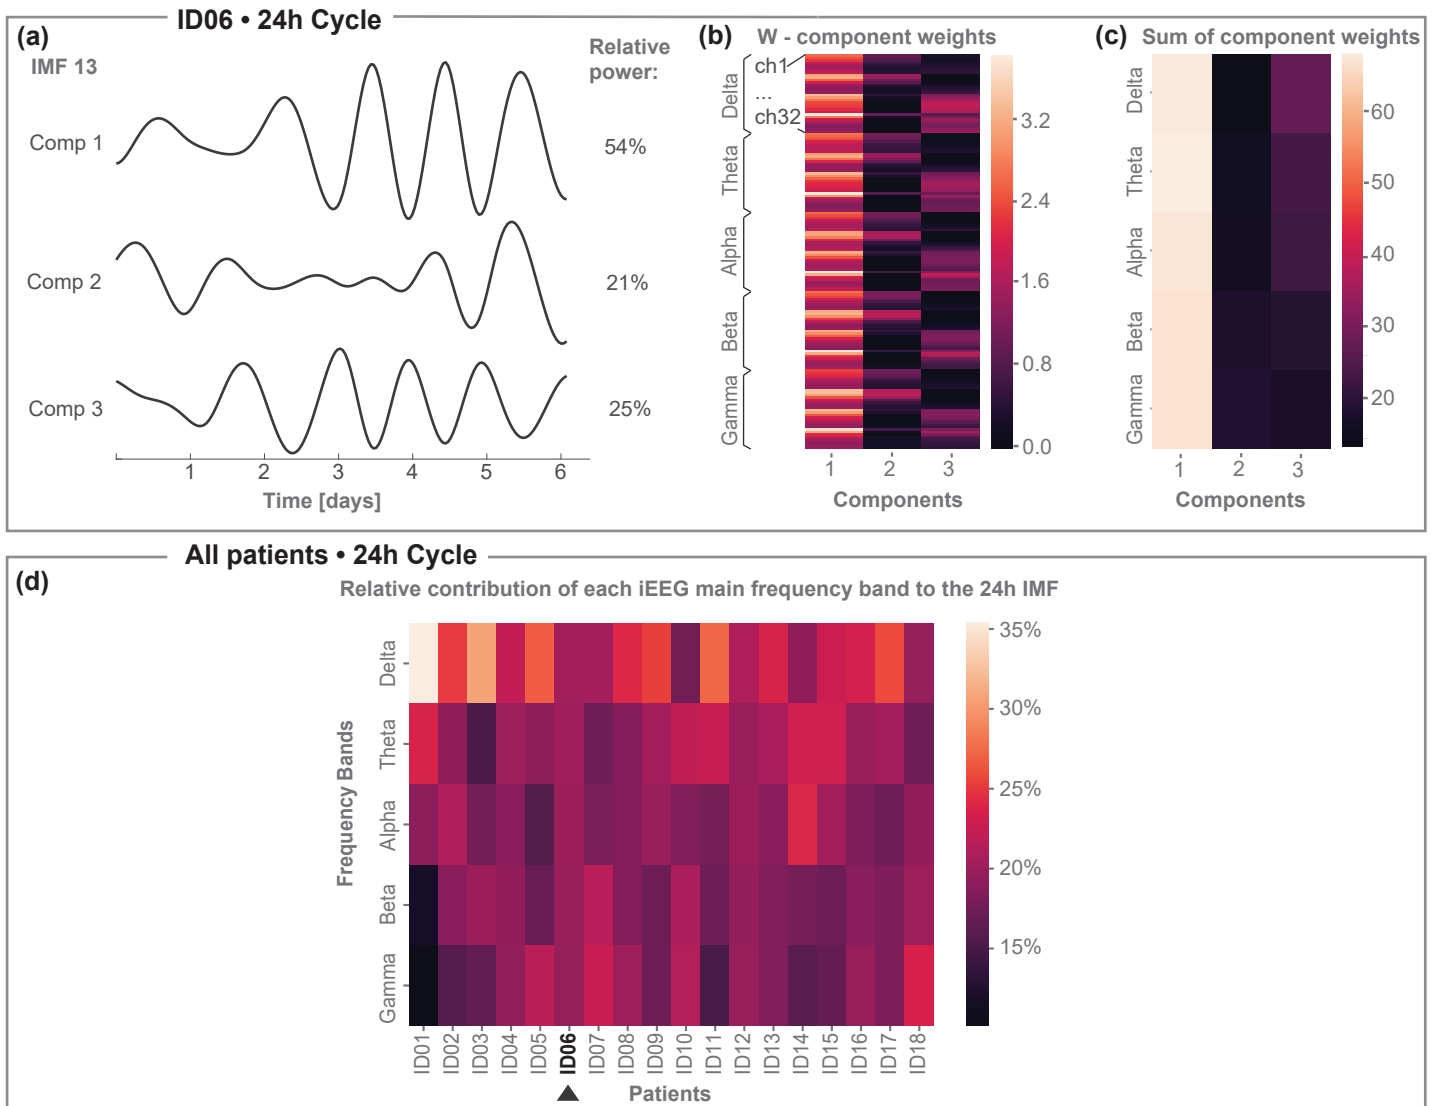 ID06 • 24h Cycle
(a)
IMF 13
Relative
power:
Comp 1
54%
Comp 2
21%
Comp 3
25%
1 2 3 4 5 6
Time [days]
(b)
W - component weights
ch1
...
ch32
Delta
Theta
Alpha
Beta
Gamma
3.2
2.4
1.6
0.8
0.0
1 2 3
Components
(c)
Sum of component weights
Delta
Theta
Alpha
Beta
Gamma
60
50
40
30
20
1 2 3
Components
All patients • 24h Cycle
(d)
Relative contribution of each iEEG main frequency band to the 24h IMF
Frequency Bands
Delta
Theta
Alpha
Beta
Gamma
35%
30%
25%
20%
15%
ID01 ID02 ID03 ID04 ID05 ID06 ID07 ID08 ID09 ID10 ID11 ID12 ID13 ID14 ID15 ID16 ID17 ID18
Patients